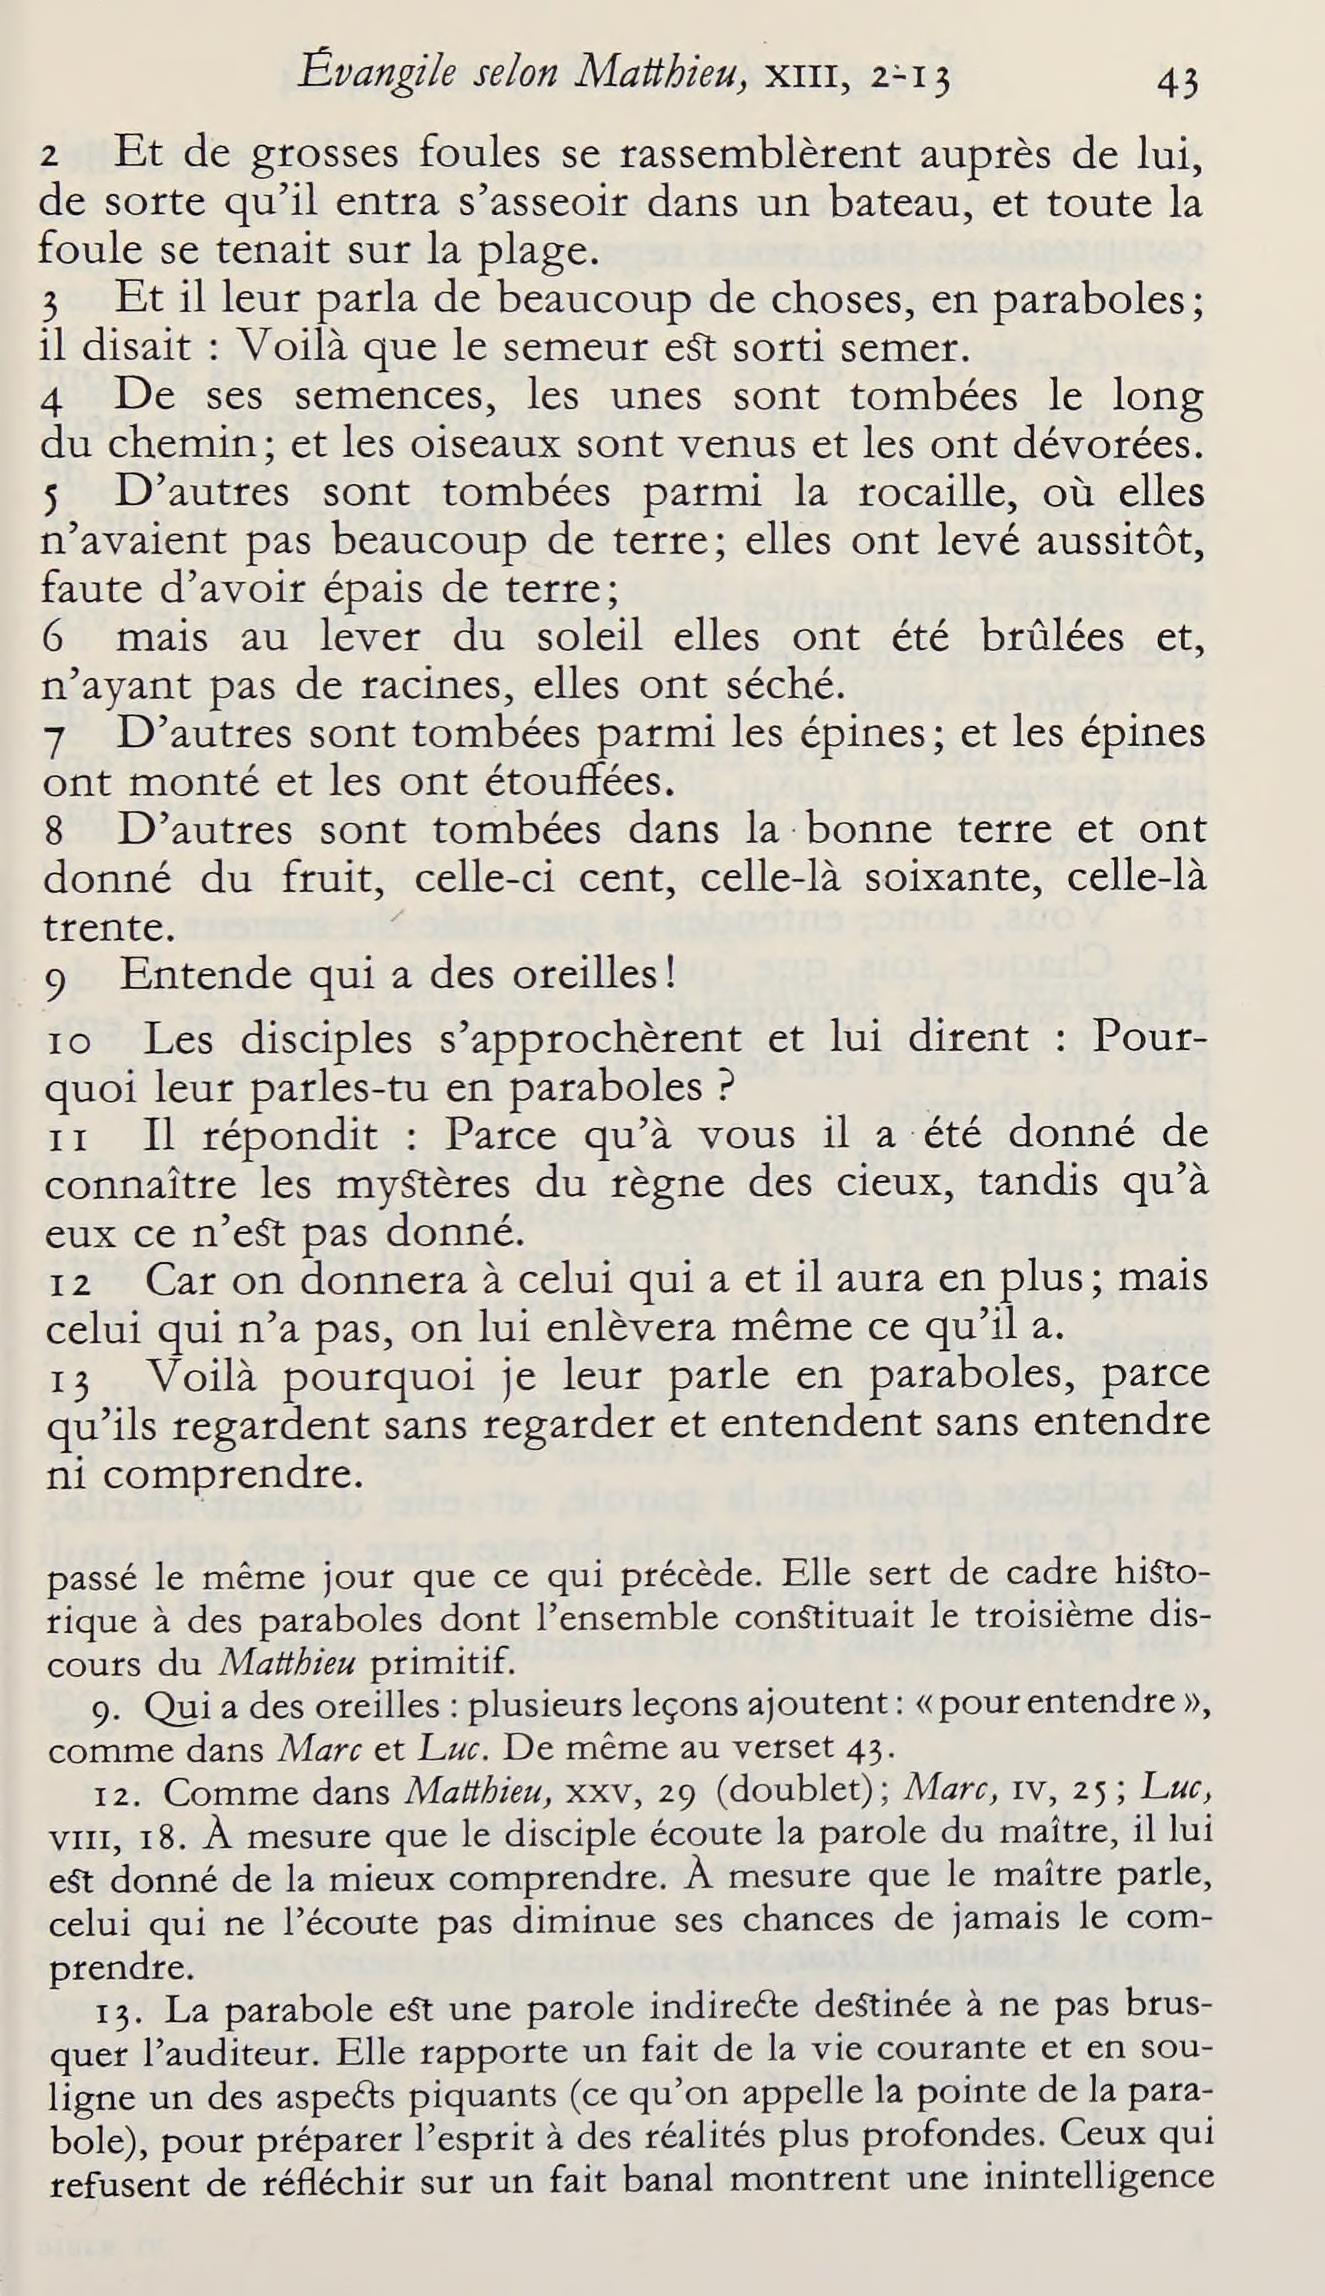 Évangile selon Matthieu, XIII, 2-13 43
2 Et de grosses foules se rassemblèrent auprès de lui,
de sorte qu’il entra s’asseoir dans un bateau, et toute la
foule se tenait sur la plage.
3 Et il leur parla de beaucoup de choses, en paraboles ;
il disait : Voilà que le semeur est sorti semer.
4 De ses semences, les unes sont tombées le long
du chemin ; et les oiseaux sont venus et les ont dévorées.
5 D’autres sont tombées parmi la rocaille, où elles
n’avaient pas beaucoup de terre ; elles ont levé aussitôt,
faute d’avoir épais de terre ;
6 mais au lever du soleil elles ont été brûlées et,
n’ayant pas de racines, elles ont séché.
7 D’autres sont tombées parmi les épines ; et les épines
ont monté et les ont étouffées.
8 D’autres sont tombées dans la bonne terre et ont
donné du fruit, celle-ci cent, celle-là soixante, celle-là
trente.
9 Entende qui a des oreilles !
10 Les disciples s’approchèrent et lui dirent : Pour-
quoi leur parles-tu en paraboles ?
11 Il répondit : Parce qu’à vous il a été donné de
connaître les mystères du règne des cieux, tandis qu’à
eux ce n’est pas donné.
12 Car on donnera à celui qui a et il aura en plus ; mais
celui qui n’a pas, on lui enlèvera même ce qu’il a.
13 Voilà pourquoi je leur parle en paraboles, parce
qu’ils regardent sans regarder et entendent sans entendre
ni comprendre.
passé le même jour que ce qui précède. Elle sert de cadre histo-
rique à des paraboles dont l’ensemble constituait le troisième dis-
cours du Matthieu primitif.
9. Qui a des oreilles : plusieurs leçons ajoutent : « pour entendre »,
comme dans Marc et Luc. De même au verset 43.
12. Comme dans Matthieu, XXV, 29 (doublet) ; Marc, IV, 25 ; Luc,
VIII, 18. À mesure que le disciple écoute la parole du maître, il lui
est donné de la mieux comprendre. À mesure que le maître parle,
celui qui ne l’écoute pas diminue ses chances de jamais le com-
prendre.
13. La parabole est une parole indirecte destinée à ne pas brus-
quer l’auditeur. Elle rapporte un fait de la vie courante et en sou-
ligne un des aspects piquants (ce qu’on appelle la pointe de la para-
bole), pour préparer l’esprit à des réalités plus profondes. Ceux qui
refusent de réfléchir sur un fait banal montrent une inintelligence